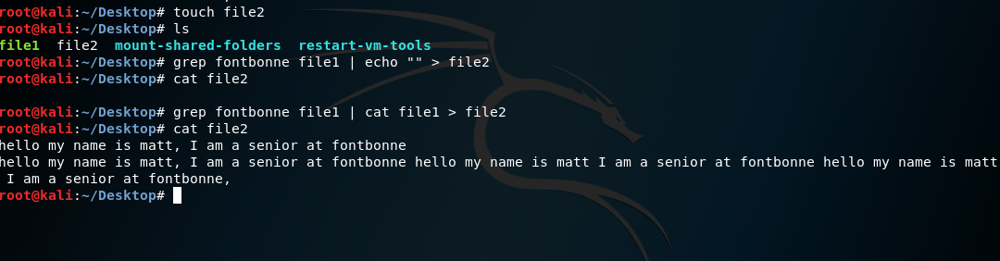 root@kali:~/Desktop# touch file2
root@kali:~/Desktop# ls
file1  file2  mount-shared-folders  restart-vm-tools
root@kali:~/Desktop# grep fontbonne file1 | echo "" > file2
root@kali:~/Desktop# cat file2

root@kali:~/Desktop# grep fontbonne file1 | cat file1 > file2
root@kali:~/Desktop# cat file2
hello my name is matt, I am a senior at fontbonne
hello my name is matt, I am a senior at fontbonne hello my name is matt I am a senior at fontbonne hello my name is matt
 I am a senior at fontbonne,
root@kali:~/Desktop#